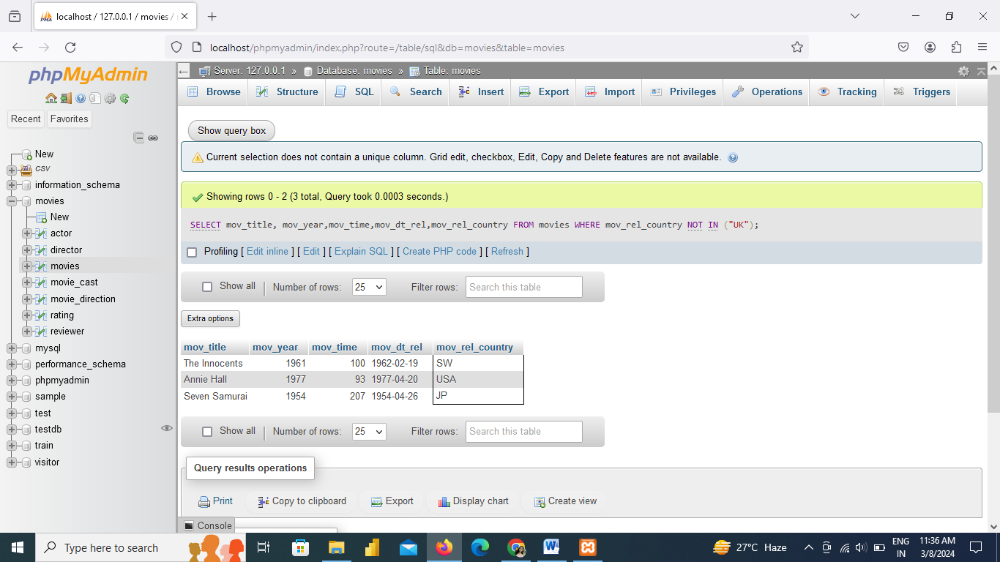 localhost / 127.0.0.1 / movies /
localhost/phpmyadmin/index.php?route=/table/sql&db=movies&table=movies
phpMyAdmin
Recent
Favorites
New
csv
information_schema
movies
New
actor
director
movies
movie_cast
movie_direction
rating
reviewer
mysql
performance_schema
phpmyadmin
sample
test
testdb
train
visitor
Server: 127.0.0.1 » Database: movies » Table: movies
Browse Structure SQL Search Insert Export Import Privileges Operations Tracking Triggers
Show query box
Current selection does not contain a unique column. Grid edit, checkbox, Edit, Copy and Delete features are not available.
Showing rows 0 - 2 (3 total, Query took 0.0003 seconds.)
SELECT mov_title, mov_year,mov_time,mov_dt_rel,mov_rel_country FROM movies WHERE mov_rel_country NOT IN ("UK");
Profiling [ Edit inline ] [ Edit ] [ Explain SQL ] [ Create PHP code ] [ Refresh ]
Show all | Number of rows: 25 Filter rows: Search this table
Extra options
mov_title mov_year mov_time mov_dt_rel mov_rel_country
The Innocents 1961 100 1962-02-19 SW
Annie Hall 1977 93 1977-04-20 USA
Seven Samurai 1954 207 1954-04-26 JP
Show all | Number of rows: 25 Filter rows: Search this table
Query results operations
Print Copy to clipboard Export Display chart Create view
Console
Type here to search
27°C Haze
ENG
IN
11:36 AM
3/8/2024